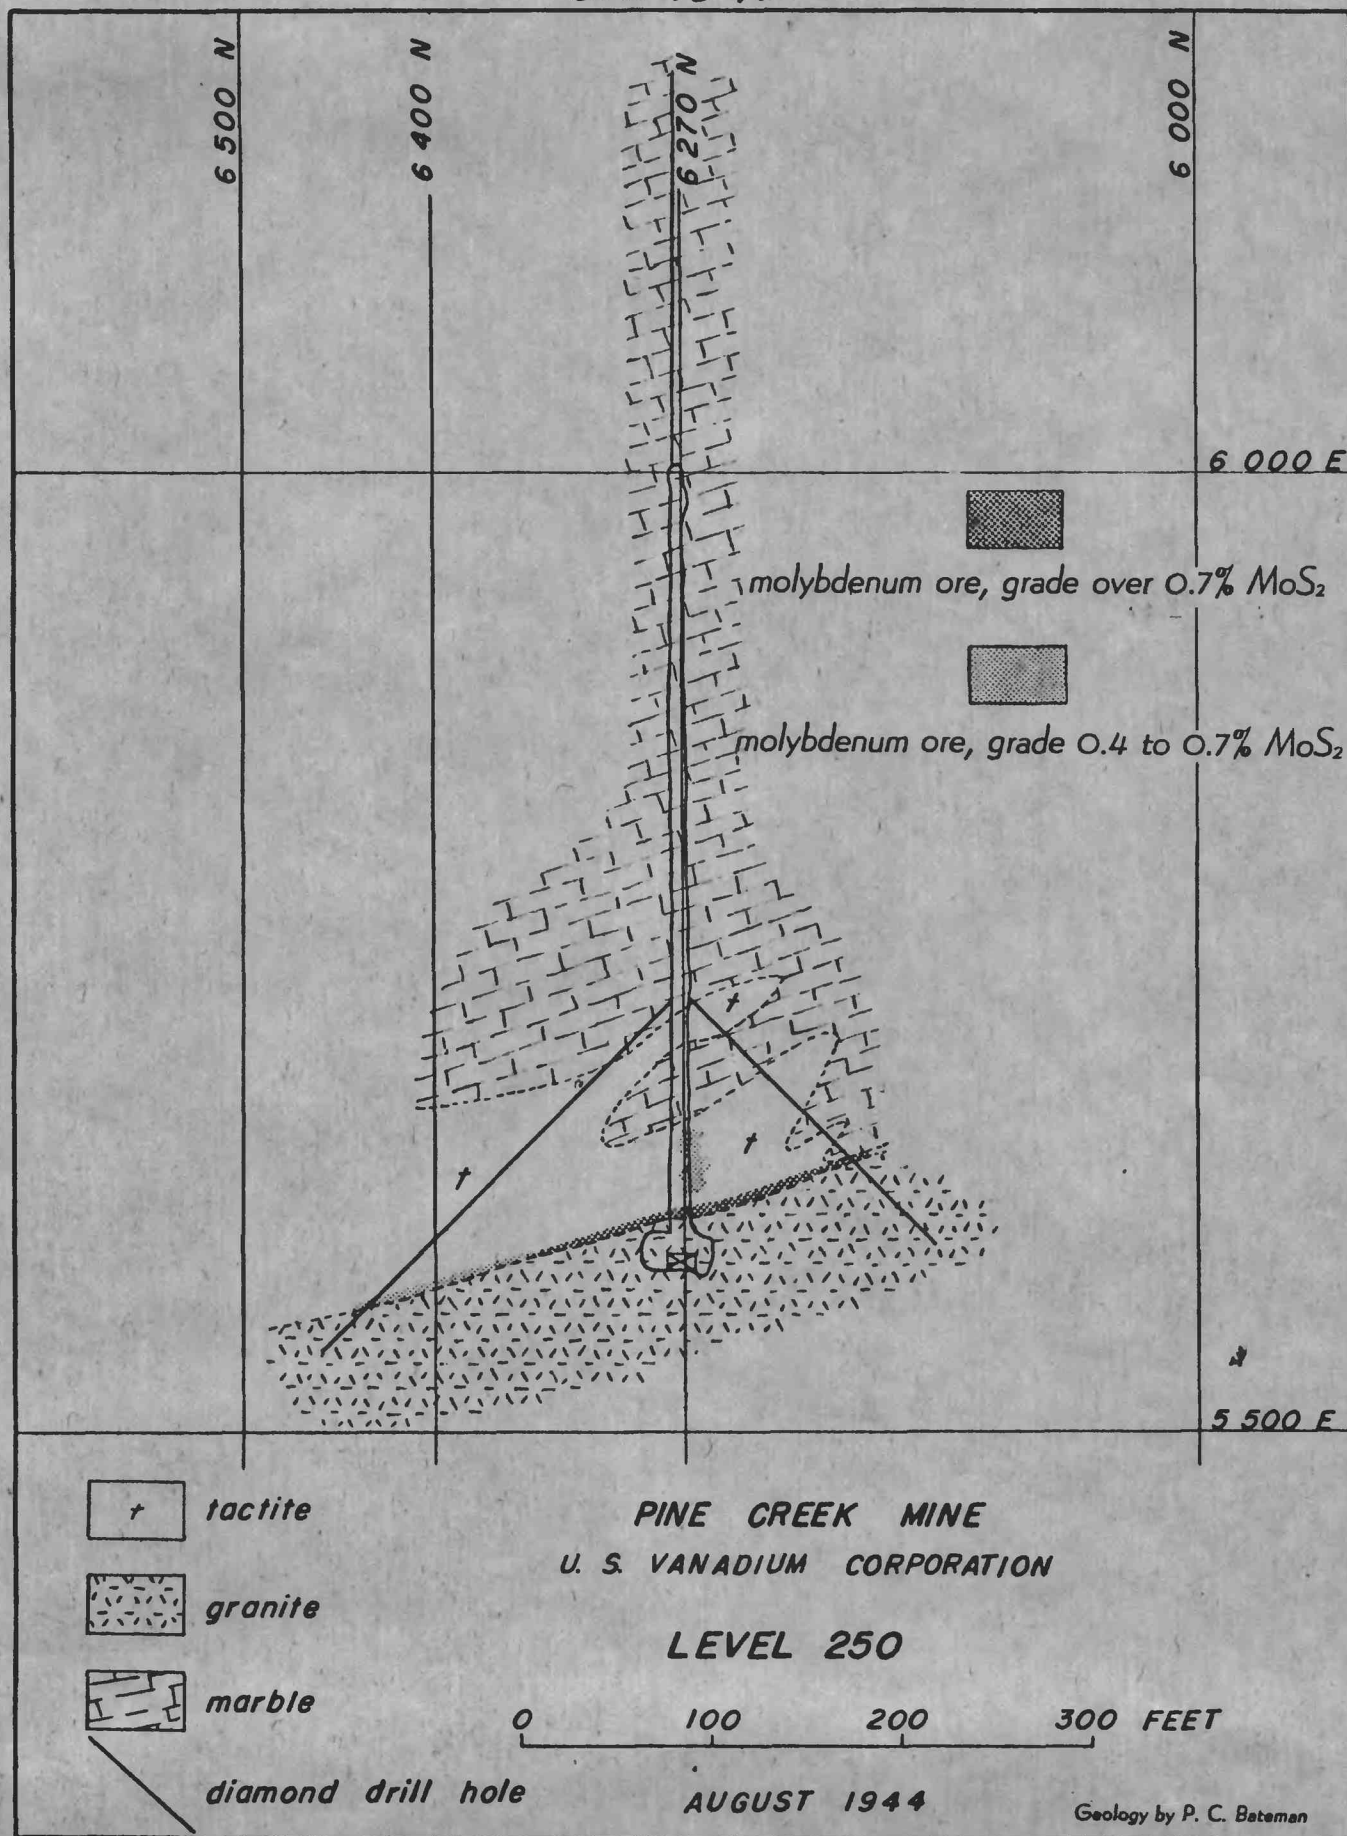 6 500 N
6 400 N
6 270 N
6 000 N
6 000 E
molybdenum ore, grade over 0.7% MoS₂
molybdenum ore, grade 0.4 to 0.7% MoS₂
5 500 E
tactite
granite
marble
diamond drill hole
PINE CREEK MINE
U. S. VANADIUM CORPORATION
LEVEL 250
0 100 200 300 FEET
AUGUST 1944
Geology by P. C. Bateman